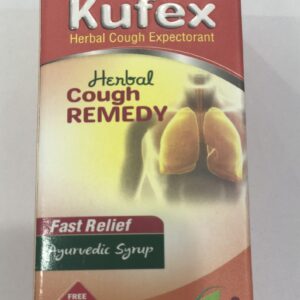 Kufex
Herbal Cough Expectorant
Herbal
Cough
REMEDY
Fast Relief
Ayurvedic Syrup
FREE